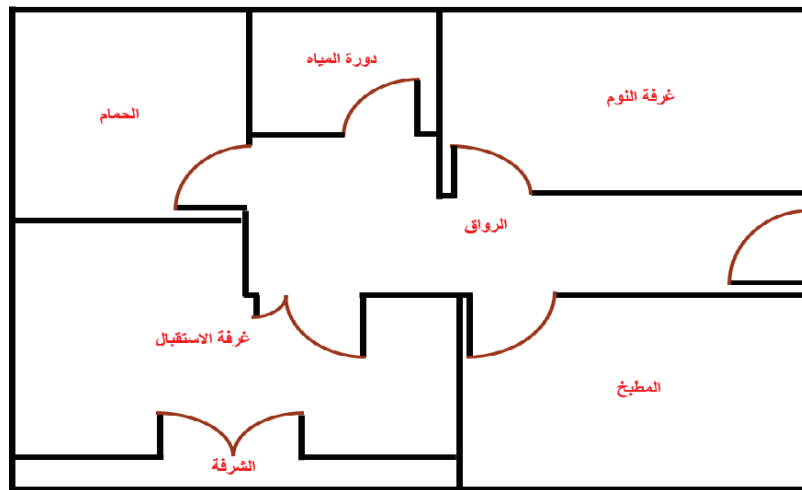 دورة المياه
غرفة النوم
الحمام
الرواق
غرفة الاستقبال
المطبخ
الشرفة